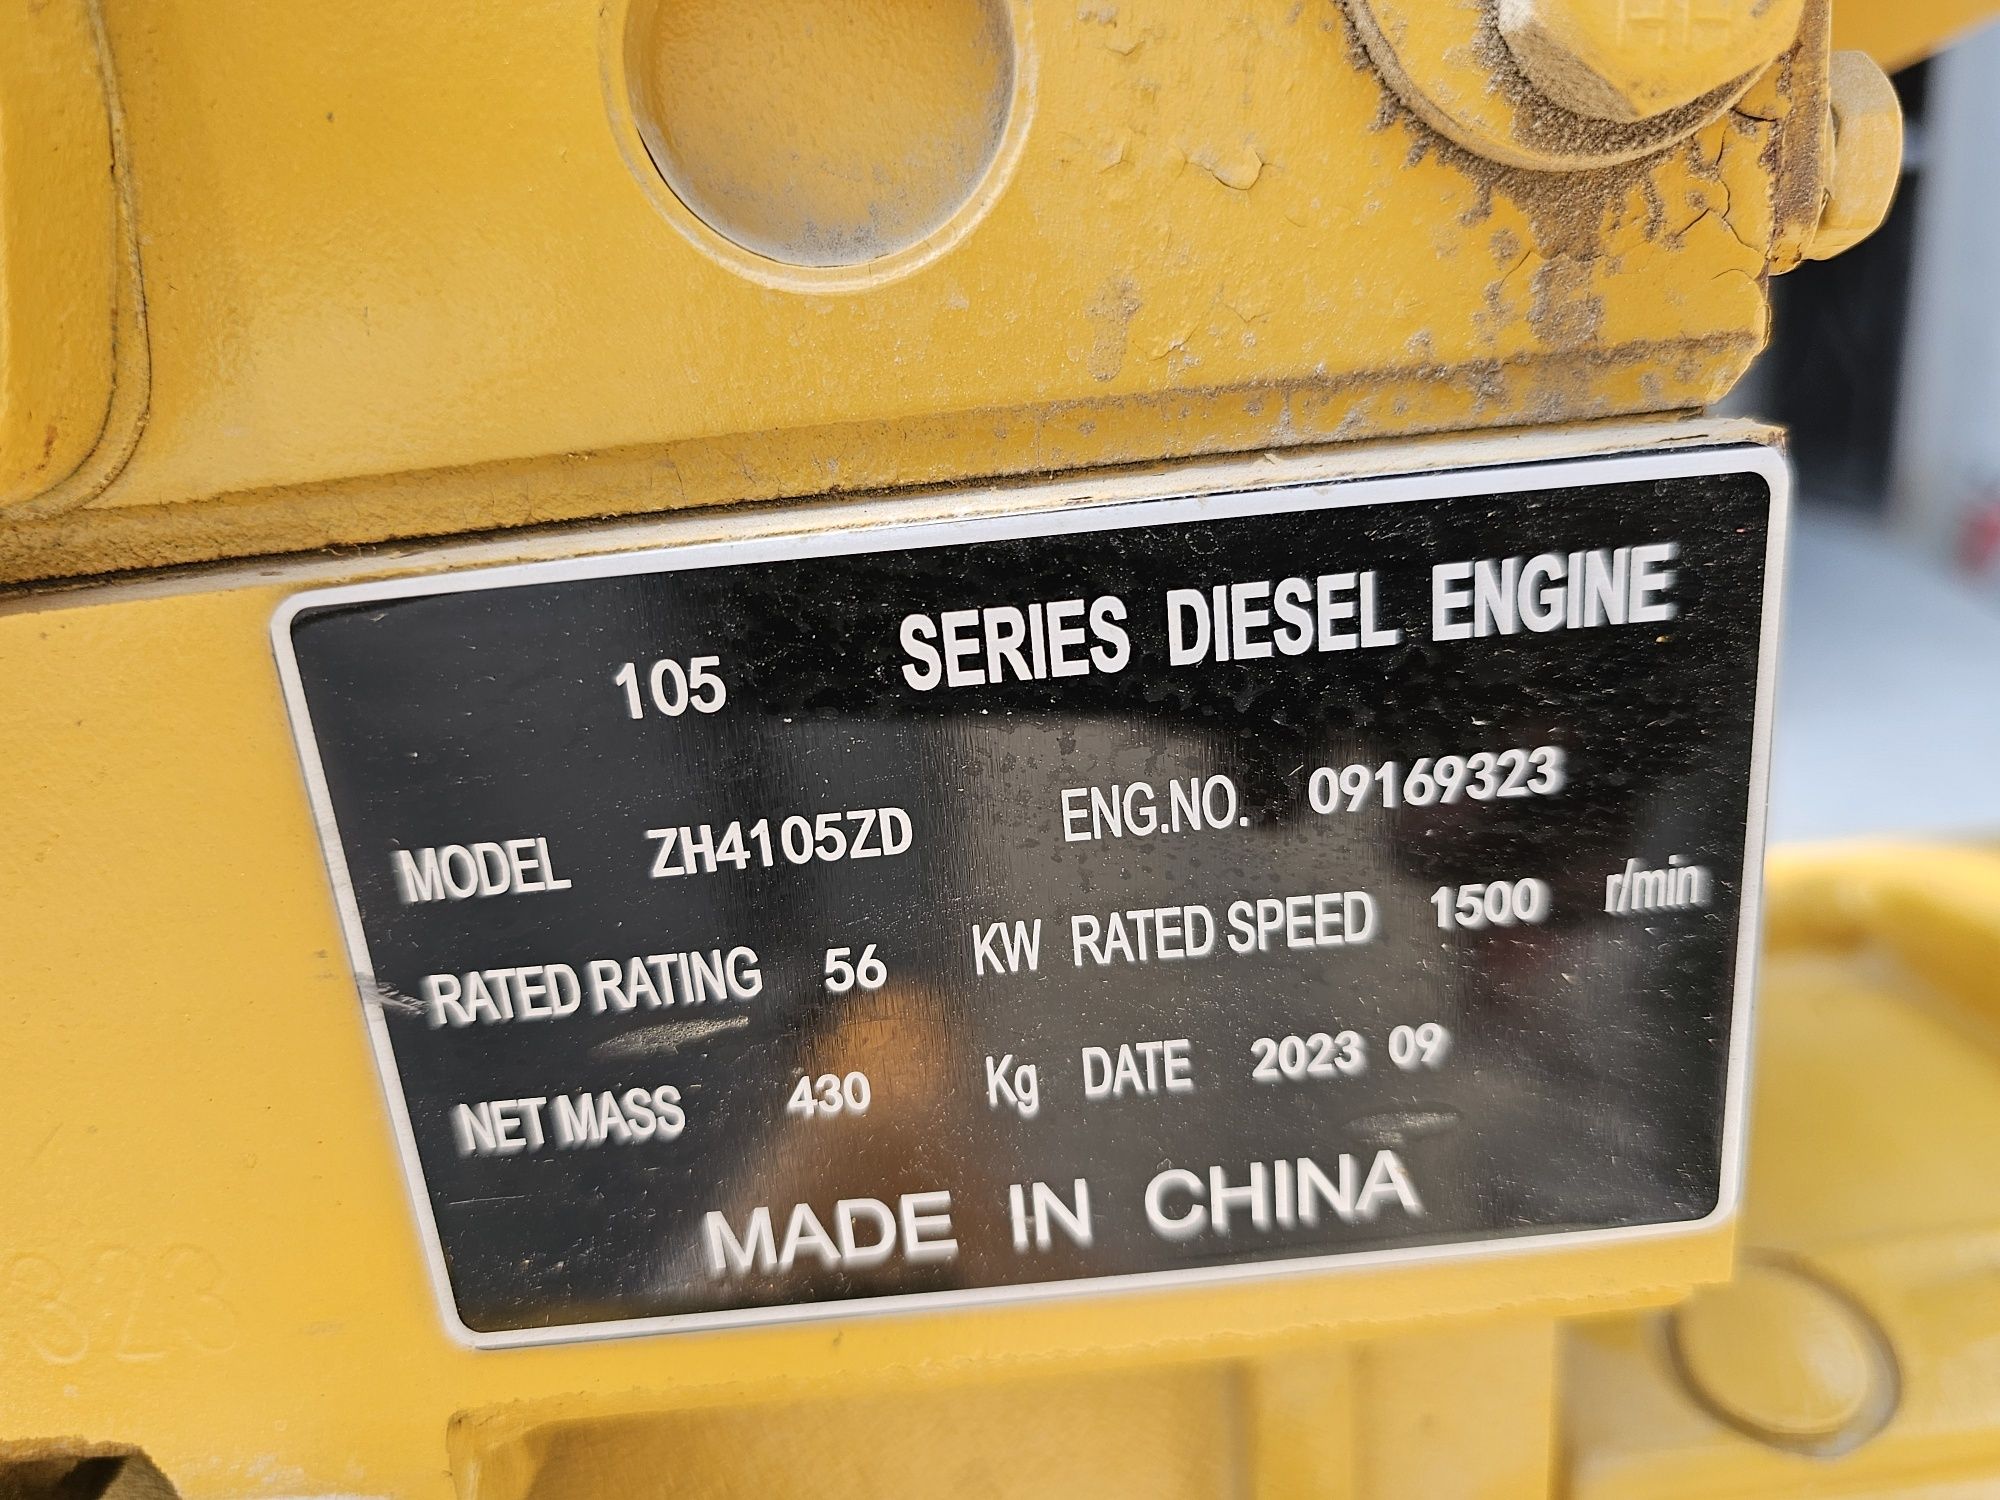 105 SERIES DIESEL ENGINE
MODEL ZH4105ZD ENG.NO. 09169323
RATED RATING 56 KW RATED SPEED 1500 r/min
NET MASS 430 Kg DATE 2023 09
MADE IN CHINA